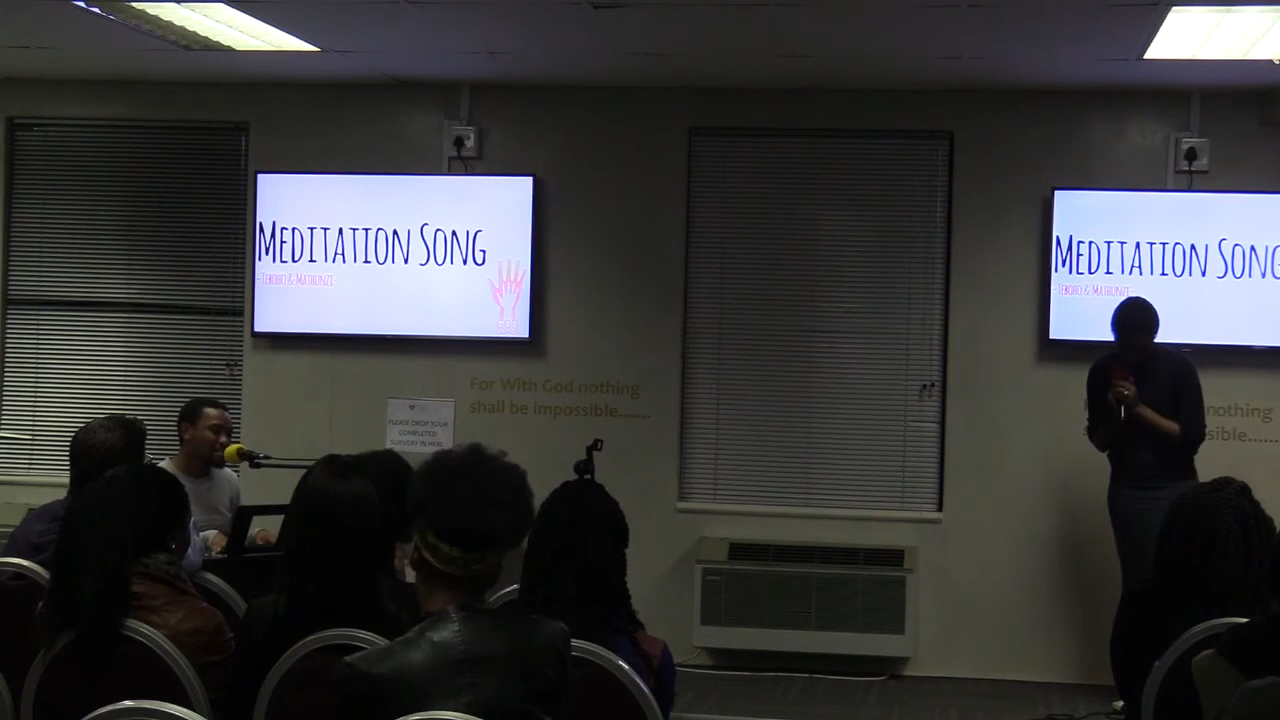 MEDITATION SONG
- TEBOHO & MATHUNZI-
For With God nothing
shall be impossible.......
PLEASE DROP YOUR
COMPLETED
SURVERY IN HERE
MEDITATION SONG
- TEBOHO & MATHUNZI-
nothing
sible.......